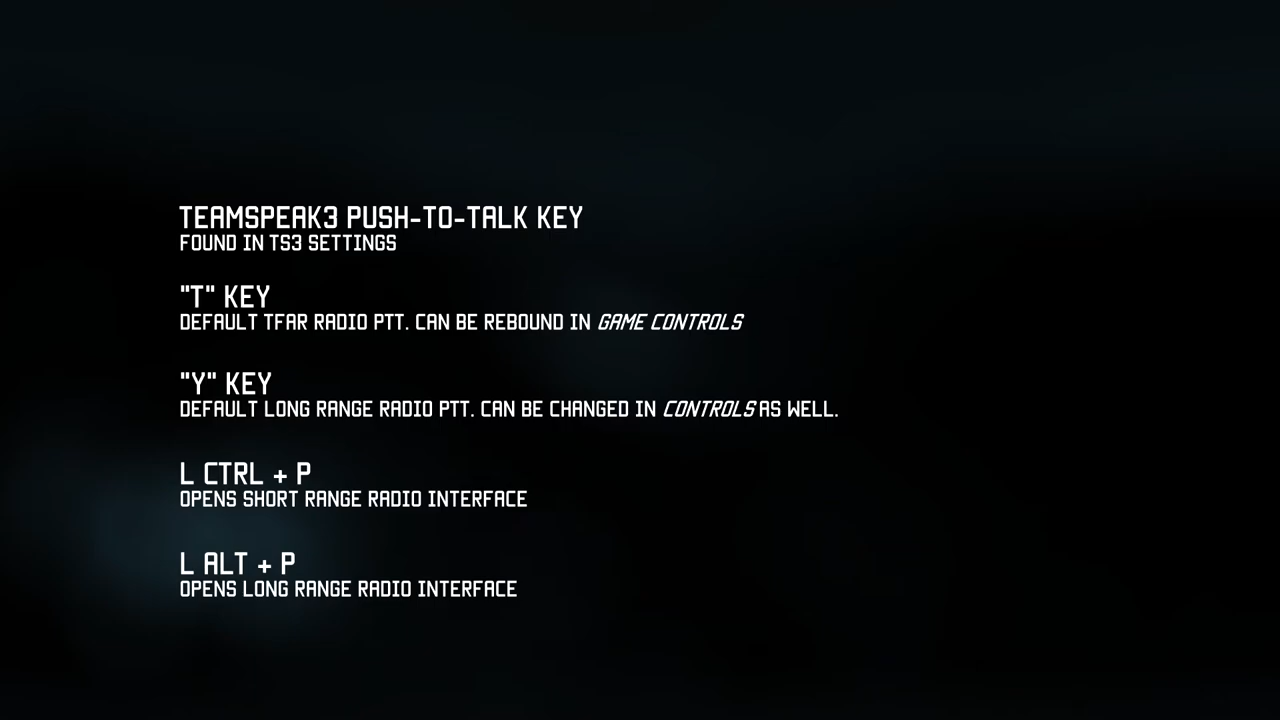 TEAMSPEAK3 PUSH-TO-TALK KEY
FOUND IN TS3 SETTINGS
"T" KEY
DEFAULT TFAR RADIO PTT. CAN BE REBOUND IN GAME CONTROLS
"Y" KEY
DEFAULT LONG RANGE RADIO PTT. CAN BE CHANGED IN CONTROLS AS WELL.
L CTRL + P
OPENS SHORT RANGE RADIO INTERFACE
L ALT + P
OPENS LONG RANGE RADIO INTERFACE